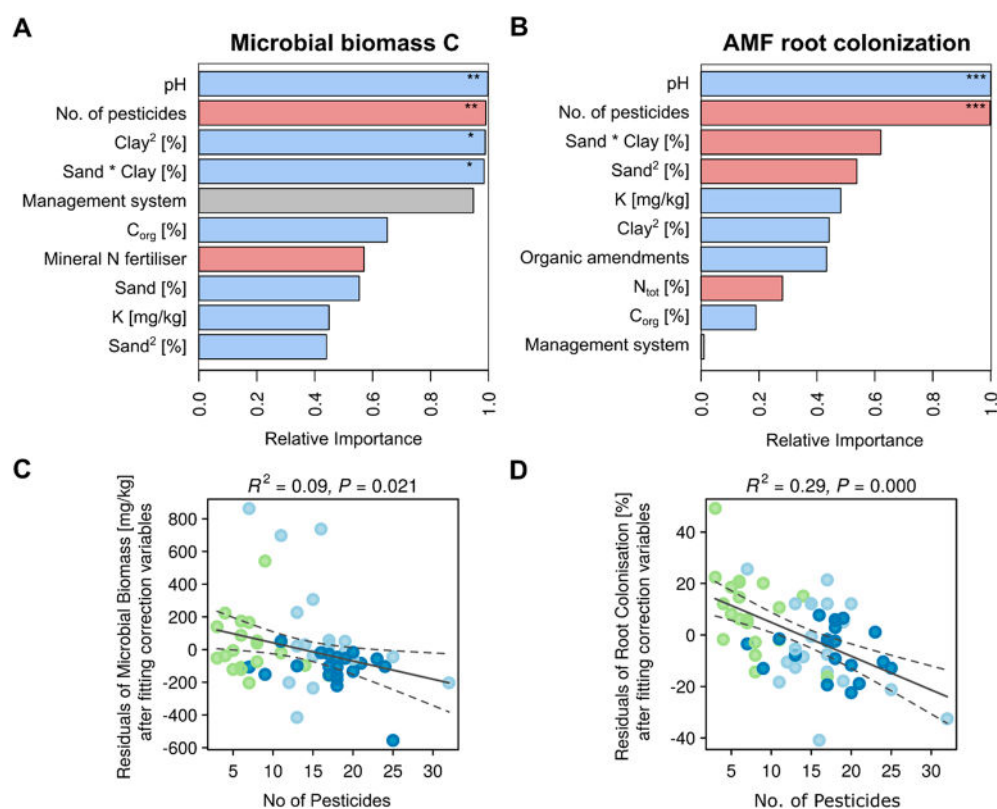 A
Microbial biomass C
pH
No. of pesticides
Clay² [%]
Sand * Clay [%]
Management system
C_org [%]
Mineral N fertiliser
Sand [%]
K [mg/kg]
Sand² [%]
**
**
*
*
0.0 0.2 0.4 0.6 0.8 1.0
Relative Importance
B
AMF root colonization
pH
No. of pesticides
Sand * Clay [%]
Sand² [%]
K [mg/kg]
Clay² [%]
Organic amendments
N_tot [%]
C_org [%]
Management system
***
***
0.0 0.2 0.4 0.6 0.8 1.0
Relative Importance
C
R² = 0.09, P = 0.021
Residuals of Microbial Biomass [mg/kg]
after fitting correction variables
800
600
400
200
0
-200
-400
-600
5 10 15 20 25 30
No of Pesticides
D
R² = 0.29, P = 0.000
Residuals of Root Colonisation [%]
after fitting correction variables
40
20
0
-20
-40
5 10 15 20 25 30
No. of Pesticides